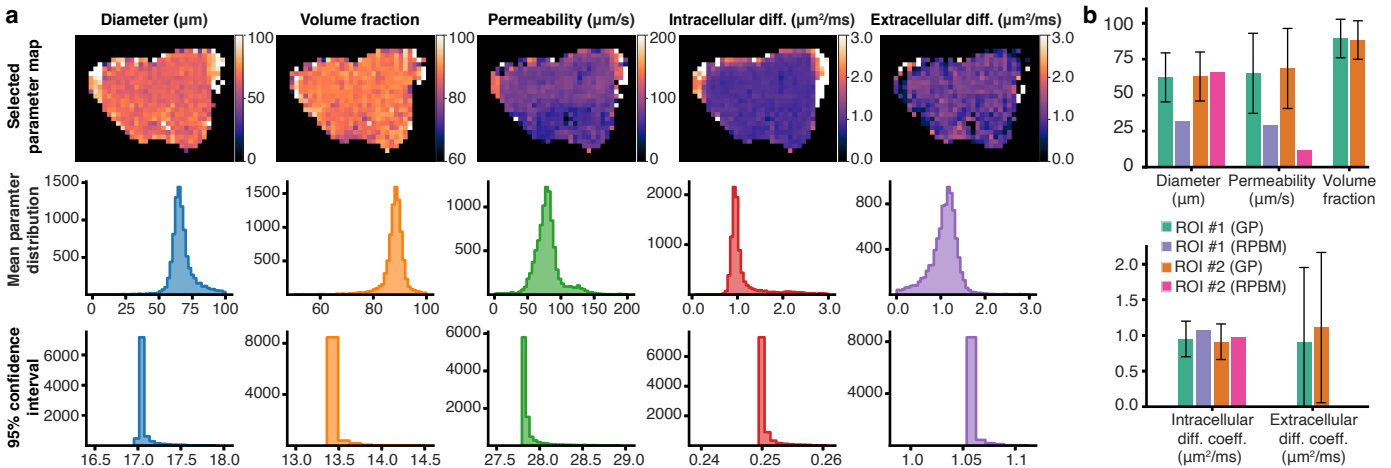 a
Diameter (µm)
Volume fraction
Permeability (µm/s)
Intracellular diff. (µm²/ms)
Extracellular diff. (µm²/ms)
Selected
parameter map
100
50
0
100
80
60
200
100
0
3.0
2.0
1.0
0.0
3.0
2.0
1.0
0.0
Mean paramter
distribution
1500
1000
500
0 25 50 75 100
1500
1000
500
60 80 100
1000
500
0 50 100 150 200
2000
1000
0.0 1.0 2.0 3.0
800
400
0.0 1.0 2.0 3.0
95% confidence
interval
6000
4000
2000
16.5 17.0 17.5 18.0
8000
4000
13.0 13.5 14.0 14.5
6000
4000
2000
27.5 28.0 28.5 29.0
6000
4000
2000
0.24 0.25 0.26
8000
4000
1.0 1.05 1.1
b
100
75
50
25
0
Diameter
(µm)
Permeability
(µm/s)
Volume
fraction
ROI #1 (GP)
ROI #1 (RPBM)
ROI #2 (GP)
ROI #2 (RPBM)
2.0
1.5
1.0
0.5
0.0
Intracellular
diff. coeff.
(µm²/ms)
Extracellular
diff. coeff.
(µm²/ms)